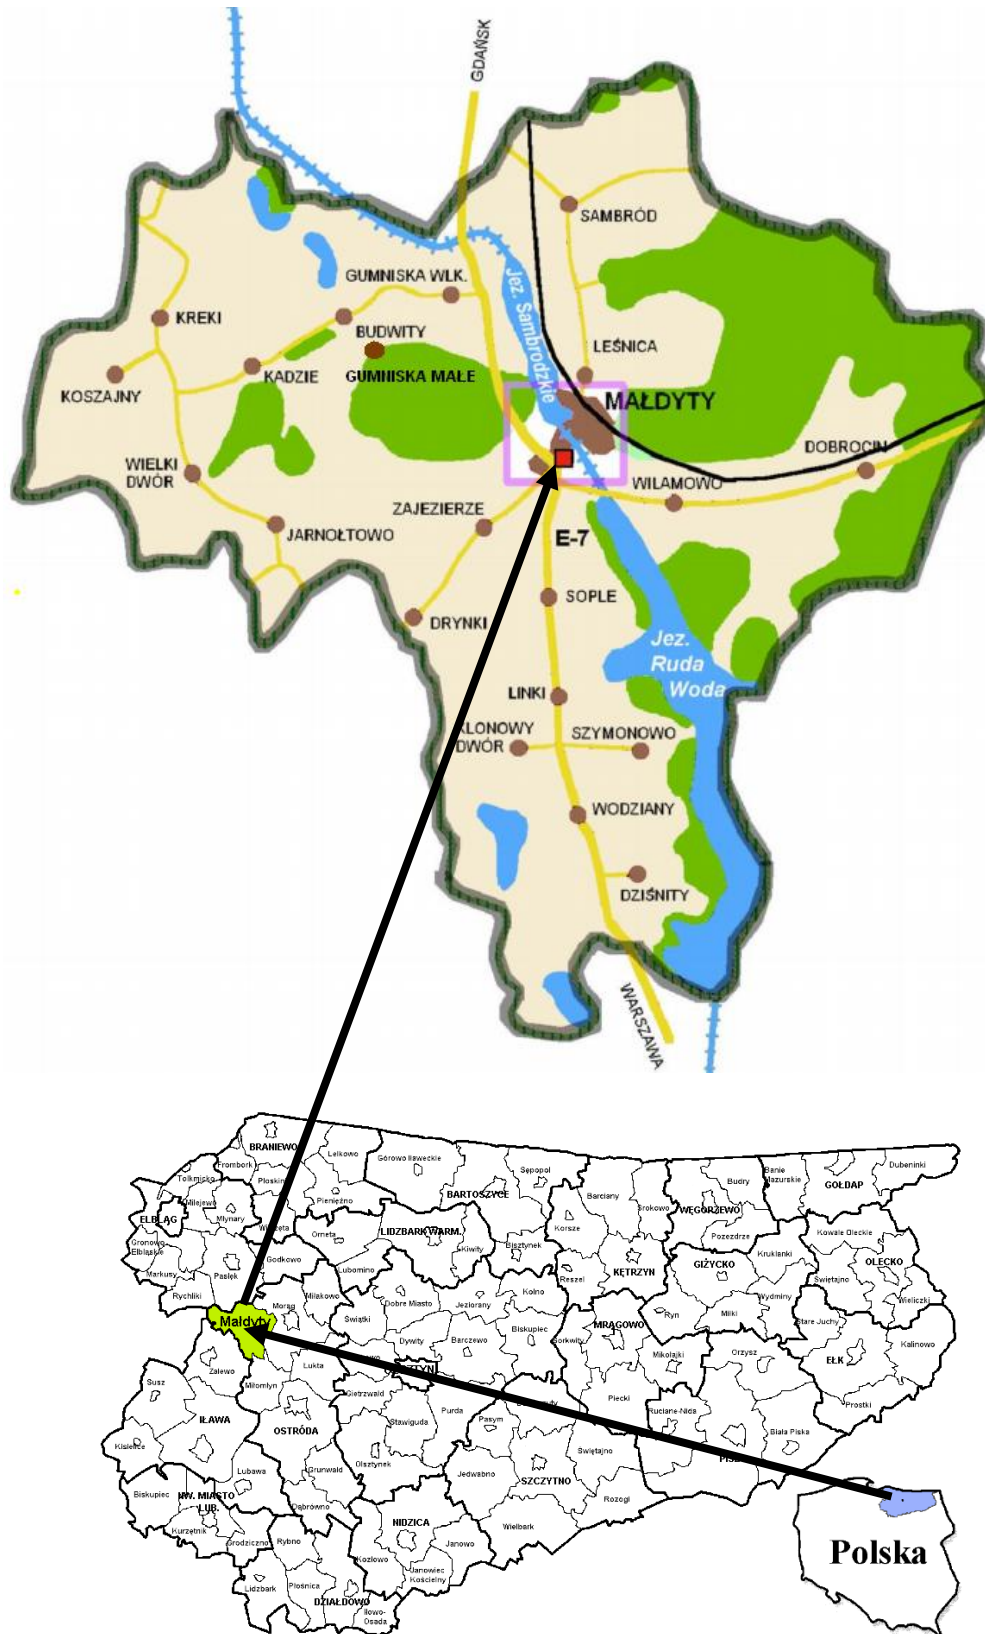 GDAŃSK
SAMBRÓD
GUMNISKA WLK.
Jez. Sambrodzkie
KREKI
BUDWITY
LEŚNICA
KOSZAJNY
KADZIE
GUMNISKA MAŁE
MAŁDYTY
DOBROCIN
WIELKI
DWÓR
WILAMOWO
ZAJEZIERZE
JARNOŁTOWO
E-7
SOPLE
DRYNKI
Jez.
Ruda
Woda
LINKI
KLONOWY
DWÓR
SZYMONOWO
WODZIANY
DZIŚNITY
WARSZAWA
BRANIEWO
Lelkowo
Górowo Iławeckie
Sępopol
Frombork
Tolkmicko
Płoskin
BARTOSZYCE
Barciany
Budry
Banie
Mazurskie
GOŁDAP
Dubeninki
Milejewo
Pieniężno
Młynary
ELBLĄG
Orneta
LIDZBARK WARM.
Korsze
Srokowo
WĘGORZEWO
Pozezdrze
Kowale Oleckie
Gronowo
Elbląskie
Godkowo
Kiwity
Bisztynek
Kruklanki
OLECKO
Markusy
Pasłęk
Lubomino
Reszel
KĘTRZYN
GIŻYCKO
Świętajno
Rychliki
Morąg
Miłakowo
Dobre Miasto
Jeziorany
Kolno
Wydminy
Wieliczki
Małdyty
Świątki
Ryn
Miłki
Stare Juchy
Dywity
Barczewo
Biskupiec
Sorkwity
MRĄGOWO
Mikołajki
Orzysz
EŁK
Kalinowo
Zalewo
Łukta
Susz
Miłomłyn
Gietrzwałd
Piecki
Ruciane-Nida
Prostki
IŁAWA
OSTRÓDA
Stawiguda
Purda
Pasym
Biała Piska
Kisielice
Świętajno
Olsztynek
Lubawa
Grunwald
Jedwabno
SZCZYTNO
Biskupiec
NW. MIASTO
LUB.
Dąbrówno
Rozogi
Kurzętnik
NIDZICA
Wielbark
Grodziczno
Rybno
Janowo
Kozłowo
Lidzbark
Płośnica
Janowiec
Kościelny
DZIAŁDOWO
Iłowo-
Osada
Polska